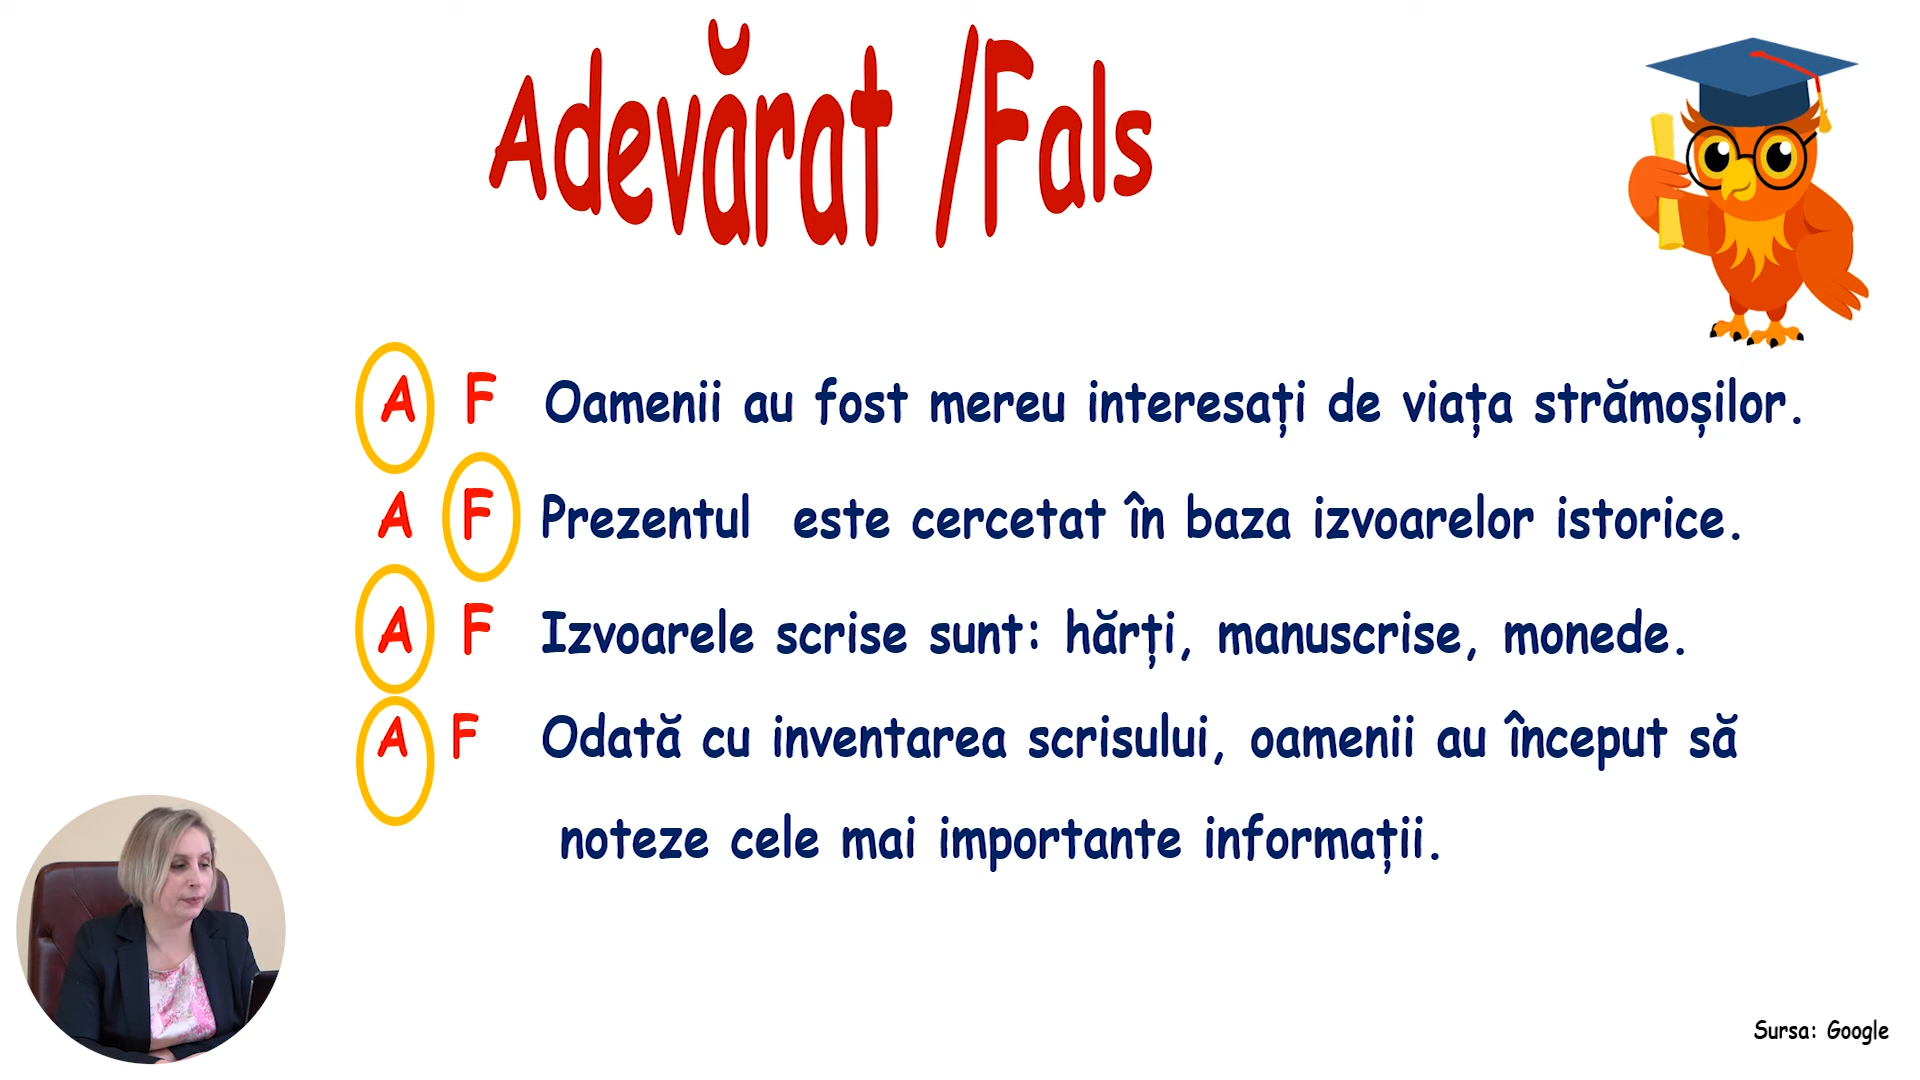 Adevărat /Fals
A F Oamenii au fost mereu interesați de viața strămoșilor.
A F Prezentul este cercetat în baza izvoarelor istorice.
A F Izvoarele scrise sunt: hărți, manuscrise, monede.
A F Odată cu inventarea scrisului, oamenii au început să
noteze cele mai importante informații.
Sursa: Google